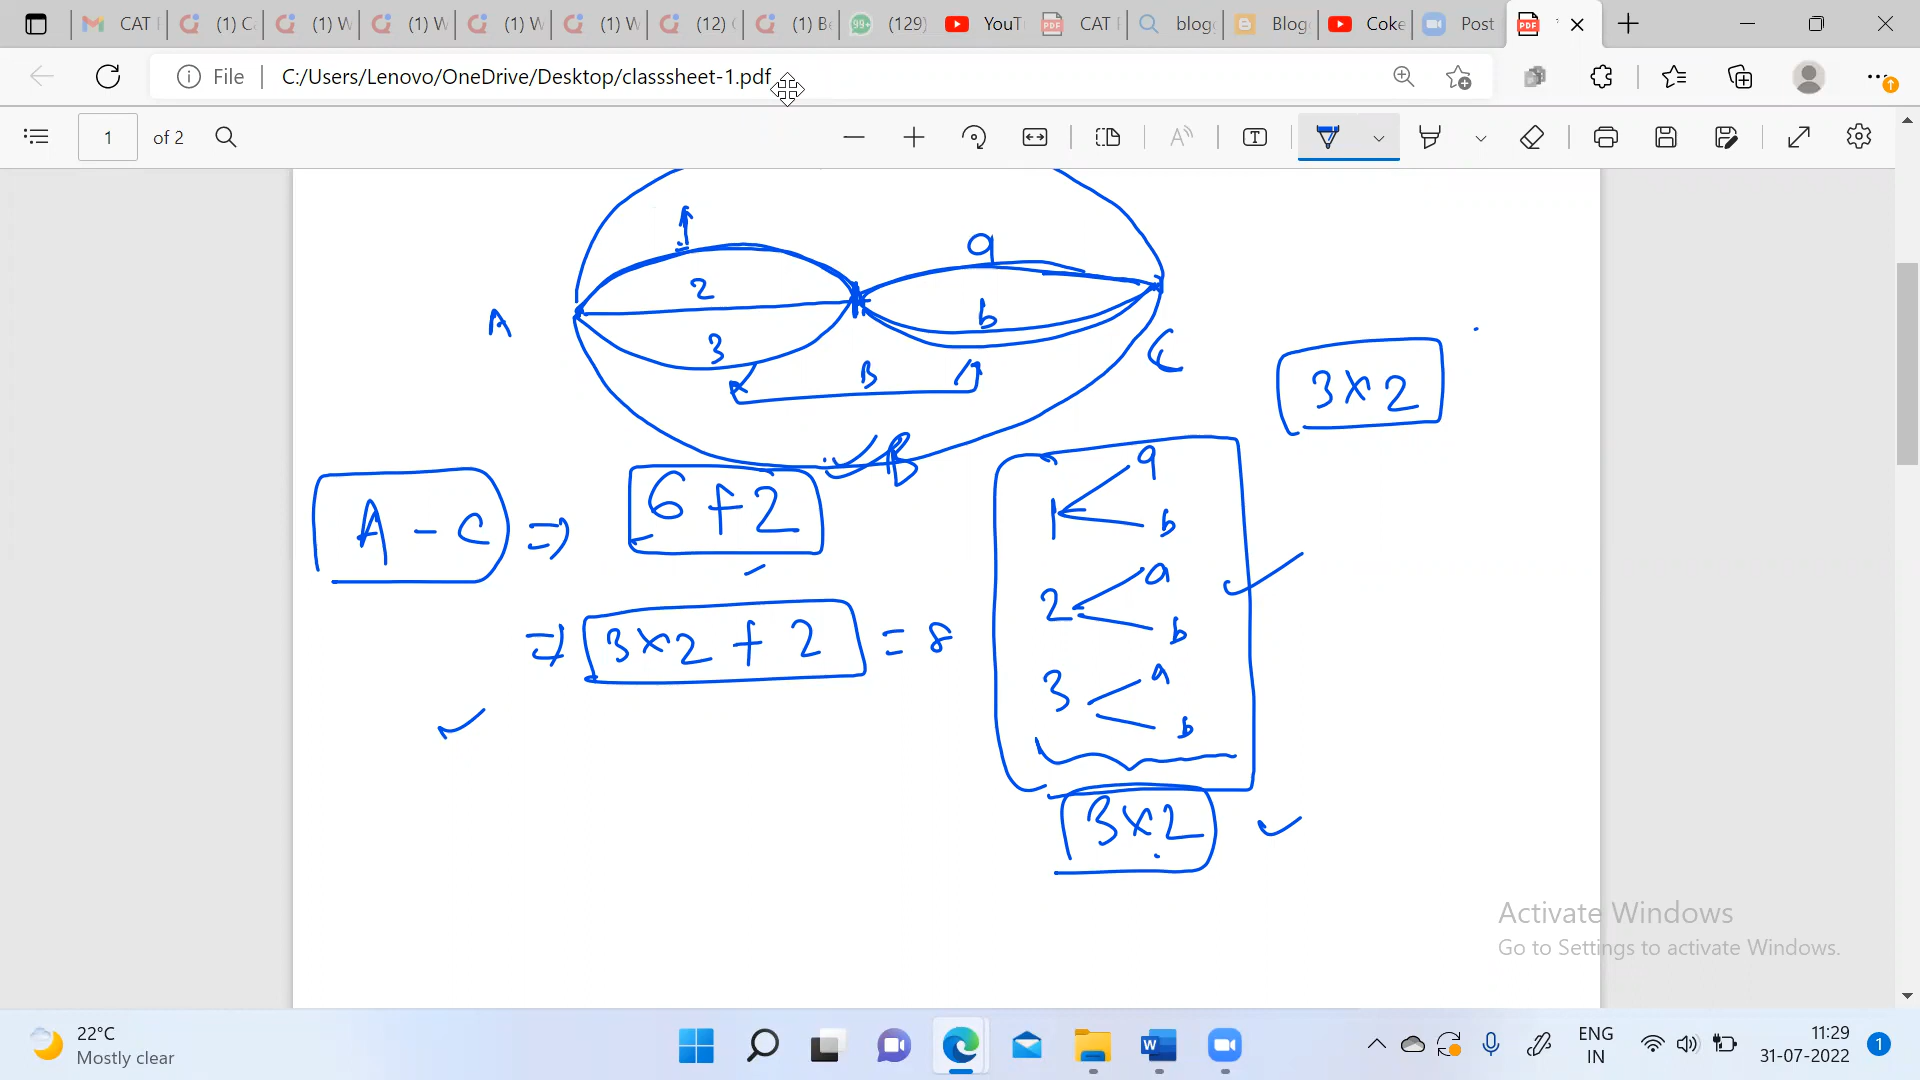 CAT (1) C (1) W (1) W (1) W (1) W (12) (1) Be 99+ (129) YouT CAT blog Blog Coke Post
File C:/Users/Lenovo/OneDrive/Desktop/classsheet-1.pdf
1 of 2
1
a
2
b
A
3
B
C
3×2
B
A - C ⇒ 6 + 2
⇒ 3×2 + 2 = 8
a
1
b
a
2
b
a
3
b
3×2
Activate Windows
Go to Settings to activate Windows.
22°C
Mostly clear
ENG
IN
11:29
31-07-2022
1